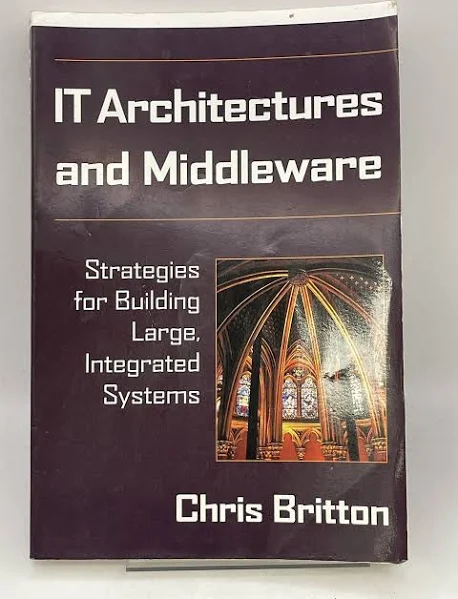 IT Architectures
and Middleware
Strategies
for Building
Large,
Integrated
Systems
Chris Britton